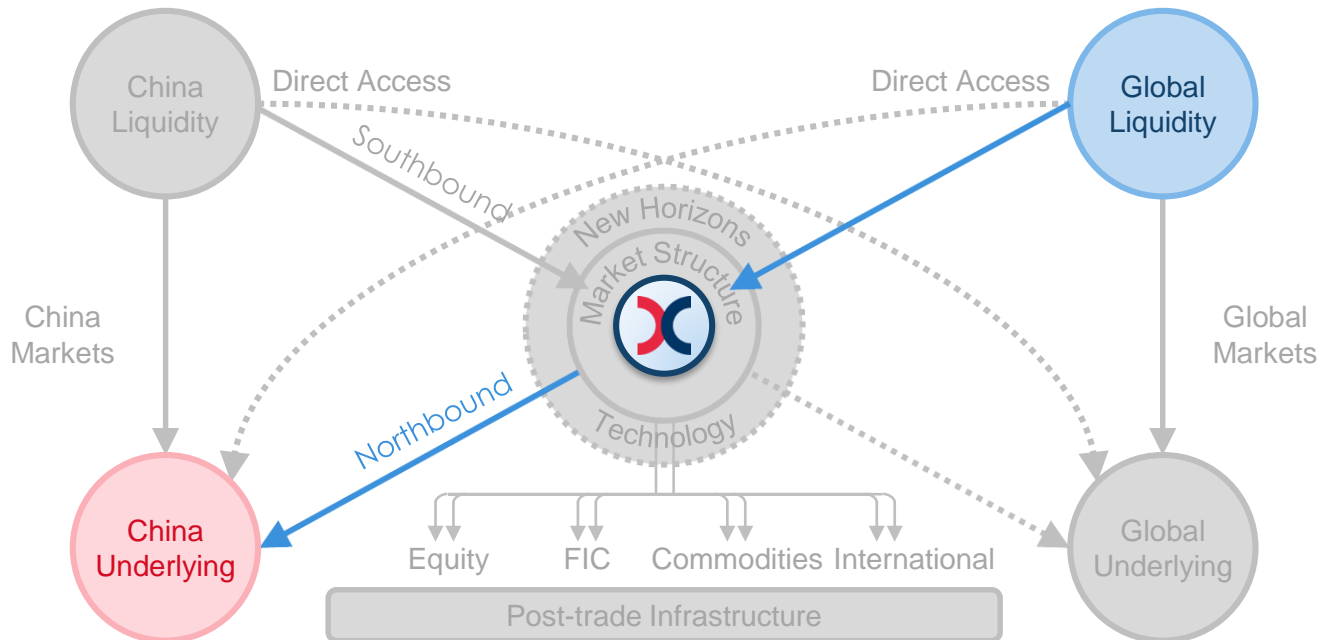 China
Liquidity
Direct Access
Direct Access
Global
Liquidity
Southbound
New Horizons
Market Structure
China
Markets
Global
Markets
Northbound
Technology
China
Underlying
Equity
FIC
Commodities
International
Global
Underlying
Post-trade Infrastructure